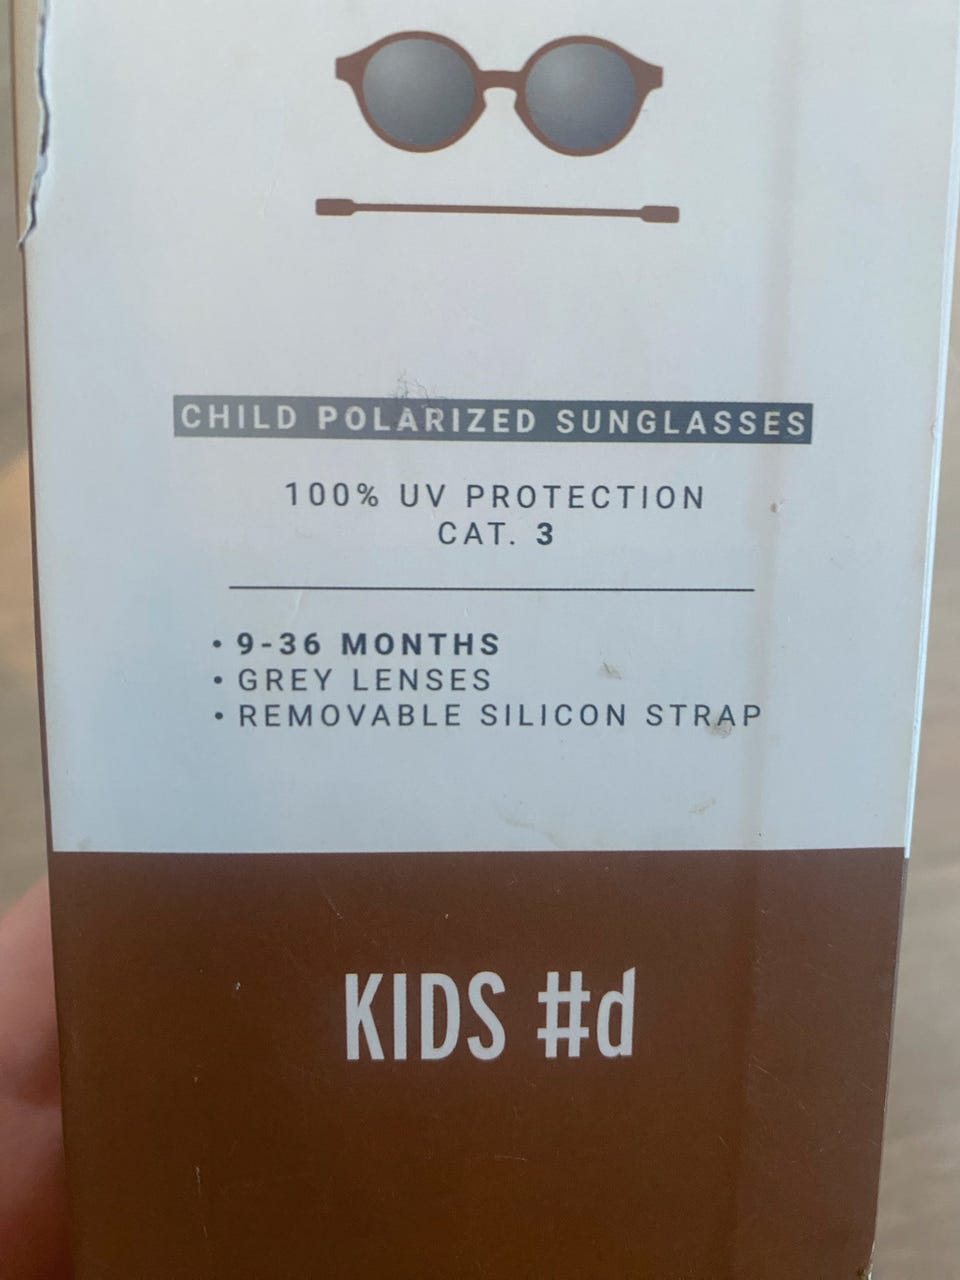 CHILD POLARIZED SUNGLASSES
100% UV PROTECTION
CAT. 3
• 9-36 MONTHS
• GREY LENSES
• REMOVABLE SILICON STRAP
KIDS #d